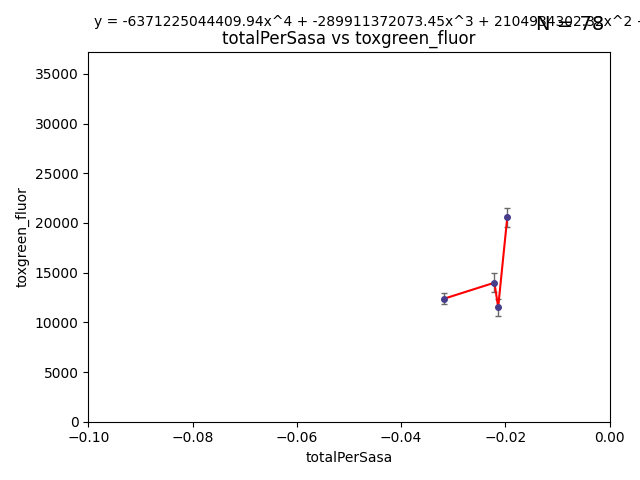 y = -6371225044409.94x^4 + -289911372073.45x^3 +
N = 78
totalPerSasa vs toxgreen_fluor
35000
30000
25000
20000
15000
10000
5000
0
toxgreen_fluor
−0.10 −0.08 −0.06 −0.04 −0.02 0.00
totalPerSasa